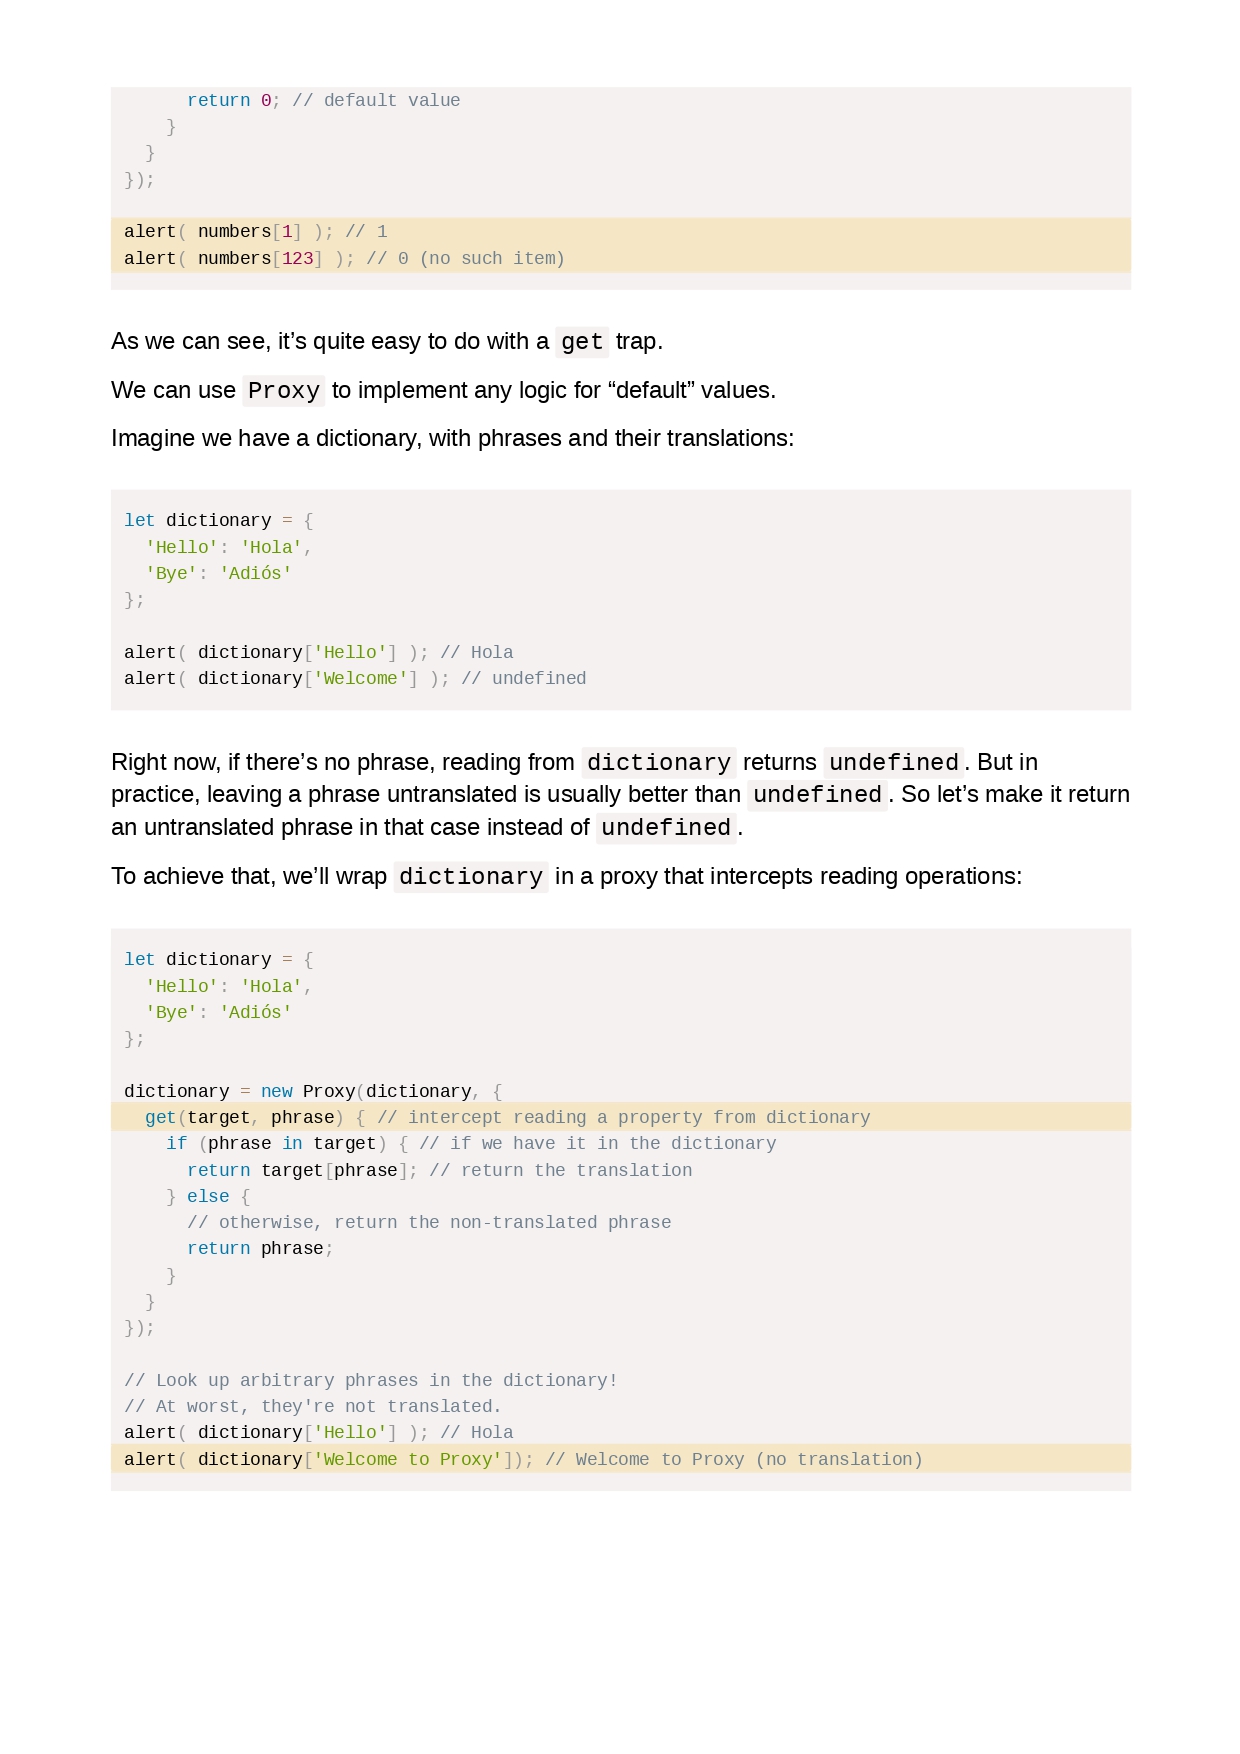 return 0; // default value
    }
  }
});

alert( numbers[1] ); // 1
alert( numbers[123] ); // 0 (no such item)

As we can see, it’s quite easy to do with a get trap.
We can use Proxy to implement any logic for “default” values.
Imagine we have a dictionary, with phrases and their translations:

let dictionary = {
  'Hello': 'Hola',
  'Bye': 'Adiós'
};

alert( dictionary['Hello'] ); // Hola
alert( dictionary['Welcome'] ); // undefined

Right now, if there’s no phrase, reading from dictionary returns undefined. But in
practice, leaving a phrase untranslated is usually better than undefined. So let’s make it return
an untranslated phrase in that case instead of undefined.
To achieve that, we’ll wrap dictionary in a proxy that intercepts reading operations:

let dictionary = {
  'Hello': 'Hola',
  'Bye': 'Adiós'
};

dictionary = new Proxy(dictionary, {
  get(target, phrase) { // intercept reading a property from dictionary
    if (phrase in target) { // if we have it in the dictionary
      return target[phrase]; // return the translation
    } else {
      // otherwise, return the non-translated phrase
      return phrase;
    }
  }
});

// Look up arbitrary phrases in the dictionary!
// At worst, they're not translated.
alert( dictionary['Hello'] ); // Hola
alert( dictionary['Welcome to Proxy']); // Welcome to Proxy (no translation)